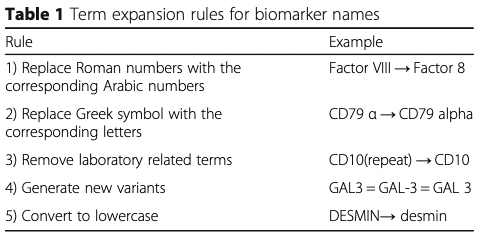 Table 1 Term expansion rules for biomarker names
Rule Example
1) Replace Roman numbers with the Factor VIII → Factor 8
corresponding Arabic numbers
2) Replace Greek symbol with the CD79 α → CD79 alpha
corresponding letters
3) Remove laboratory related terms CD10(repeat) → CD10
4) Generate new variants GAL3 = GAL-3 = GAL 3
5) Convert to lowercase DESMIN→ desmin